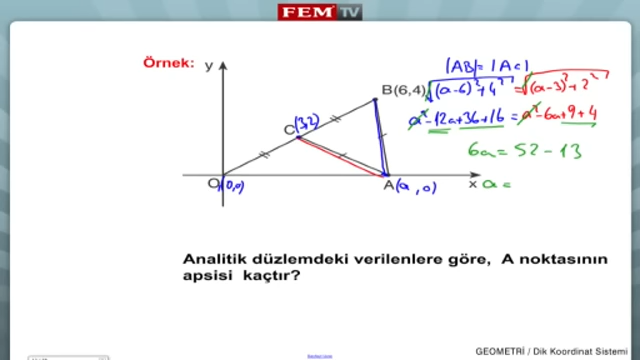 FEM TV
Örnek:
y
|AB| = |AC|
B(6,4)
√(a-6)²+4² = √(a-3)²+2²
C (3,2)
a²-12a+36+16 = a²-6a+9+4
6a = 52-13
O (0,0)
A (a, 0)
x
a =
Analitik düzlemdeki verilenlere göre, A noktasının
apsisi kaçtır?
GEOMETRİ / Dik Koordinat Sistemi